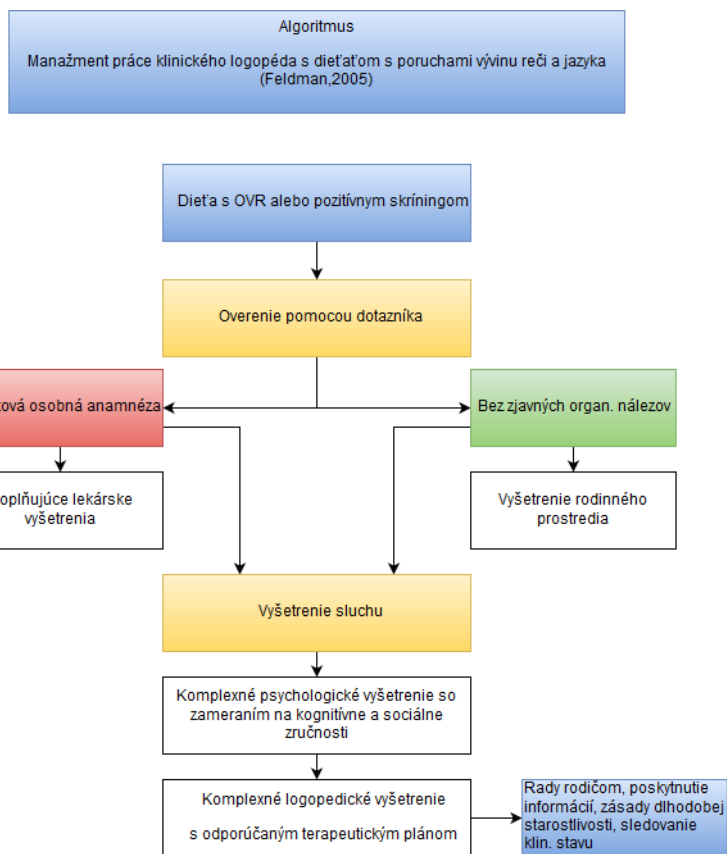 Algoritmus
Manažment práce klinického logopéda s dieťaťom s poruchami vývinu reči a jazyka
(Feldman,2005)
Dieťa s OVR alebo pozitívnym skríningom
Overenie pomocou dotazníka
osobná anamnéza
Bez zjavných organ. nálezov
lekárske
vyšetrenia
Vyšetrenie rodinného
prostredia
Vyšetrenie sluchu
Komplexné psychologické vyšetrenie so
zameraním na kognitívne a sociálne
zručnosti
Komplexné logopedické vyšetrenie
s odporúčaným terapeutickým plánom
Rady rodičom, poskytnutie
informácií, zásady dlhodobej
starostlivosti, sledovanie
klin. stavu